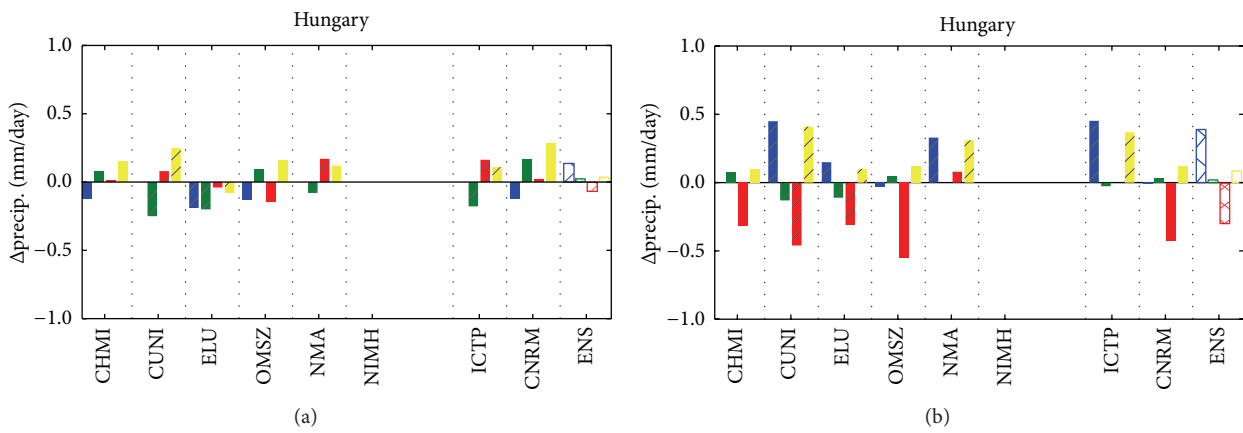 Hungary
1.0
0.5
0.0
−0.5
−1.0
Δprecip. (mm/day)
CHMI
CUNI
ELU
OMSZ
NMA
NIMH
ICTP
CNRM
ENS
(a)
Hungary
1.0
0.5
0.0
−0.5
−1.0
Δprecip. (mm/day)
CHMI
CUNI
ELU
OMSZ
NMA
NIMH
ICTP
CNRM
ENS
(b)